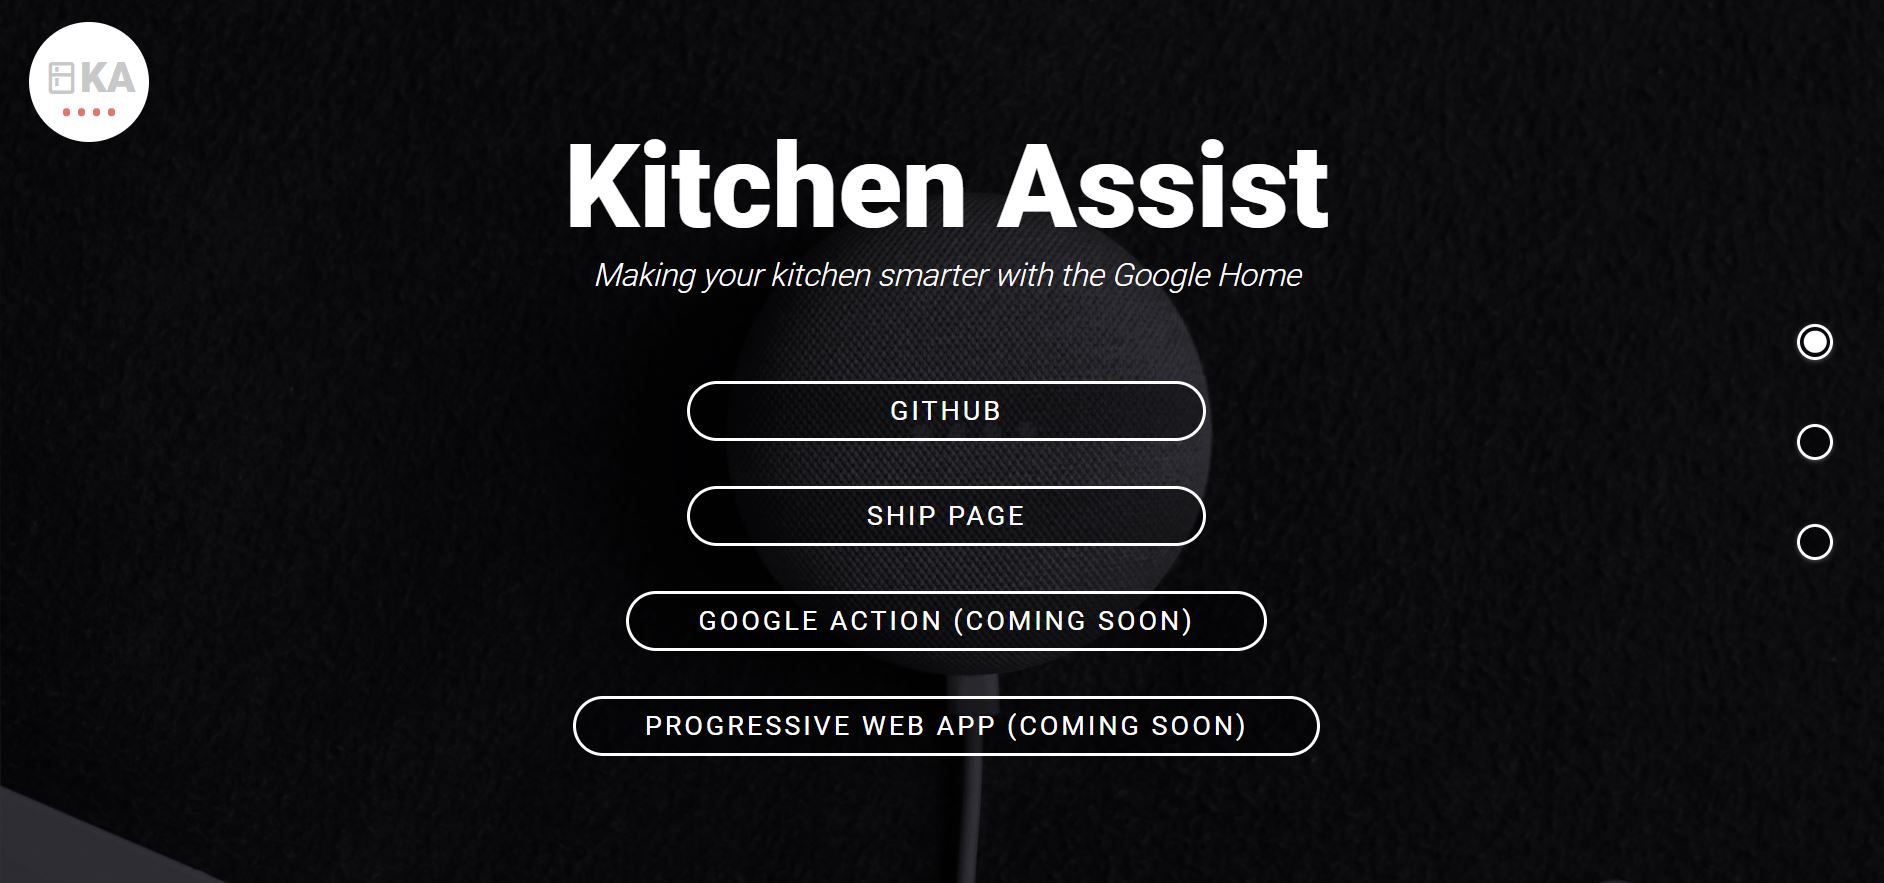 KA
Kitchen Assist
Making your kitchen smarter with the Google Home
GITHUB
SHIP PAGE
GOOGLE ACTION (COMING SOON)
PROGRESSIVE WEB APP (COMING SOON)